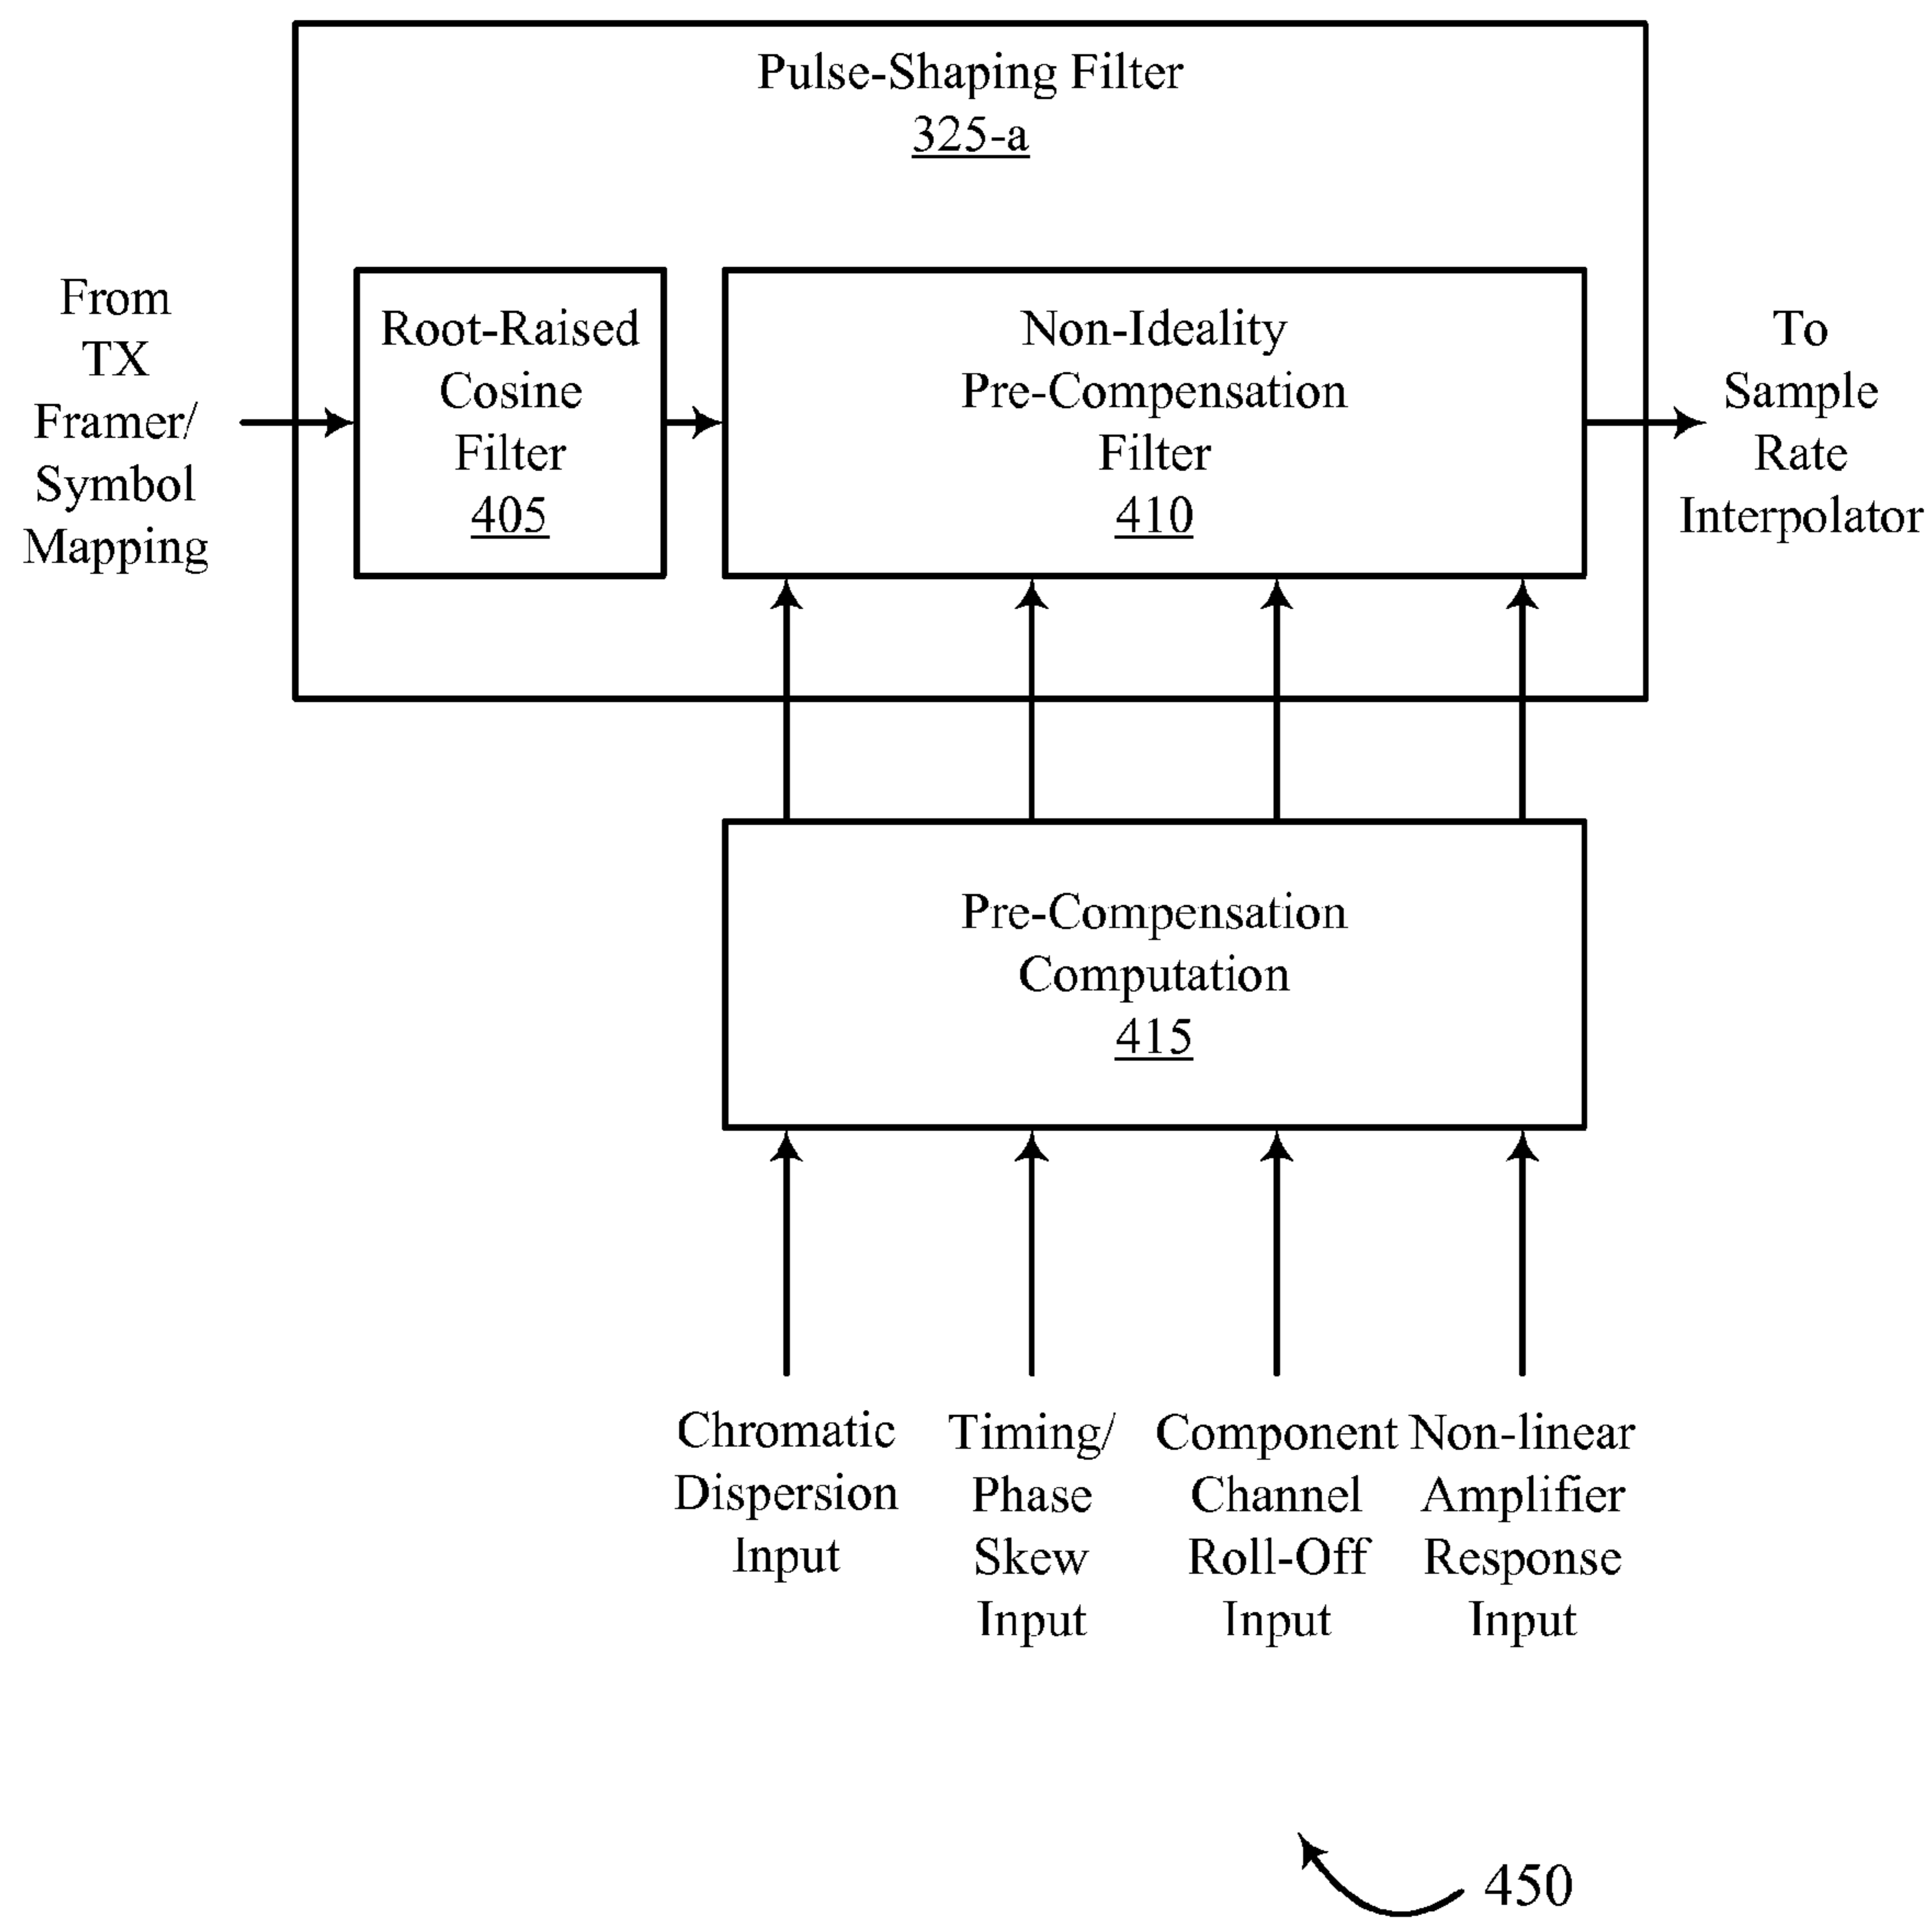 Pulse-Shaping Filter
325-a
From
TX
Framer/
Symbol
Mapping
Root-Raised
Cosine
Filter
405
Non-Ideality
Pre-Compensation
Filter
410
To
Sample
Rate
Interpolator
Pre-Compensation
Computation
415
Chromatic
Dispersion
Input
Timing/
Phase
Skew
Input
Component
Channel
Roll-Off
Input
Non-linear
Amplifier
Response
Input
450